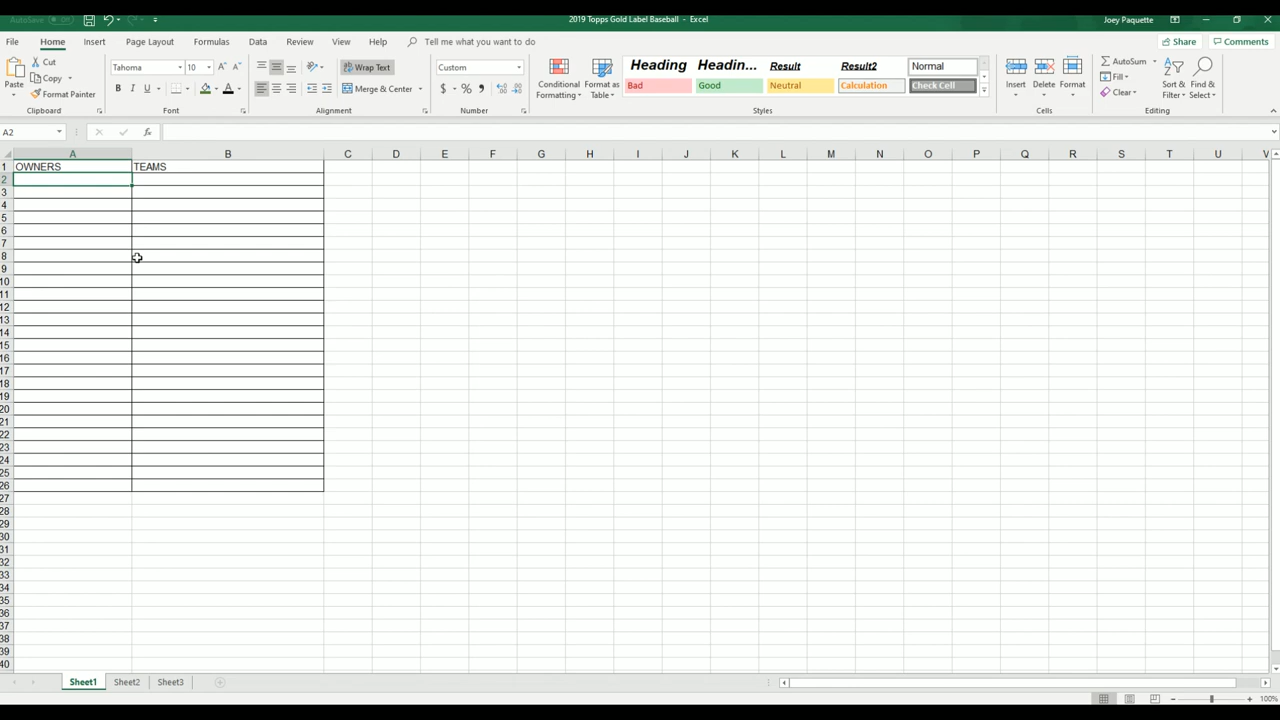 AutoSave Off 2019 Topps Gold Label Baseball - Excel Joey Paquette
File Home Insert Page Layout Formulas Data Review View Help Tell me what you want to do Share Comments
Paste Cut Copy Format Painter
Clipboard
Tahoma 10
B I U A
Font
Wrap Text
Merge & Center
Alignment
Custom
$ % ,
Number
Conditional Formatting Format as Table
Heading Headin... Result Result2 Normal
Bad Good Neutral Calculation Check Cell
Styles
Insert Delete Format
Cells
AutoSum
Fill
Clear
Sort & Filter Find & Select
Editing
A2 fx
A B C D E F G H I J K L M N O P Q R S T U V
1 OWNERS TEAMS
2
3
4
5
6
7
8
9
10
11
12
13
14
15
16
17
18
19
20
21
22
23
24
25
26
27
28
29
30
31
32
33
34
35
36
37
38
39
40
Sheet1 Sheet2 Sheet3
100%